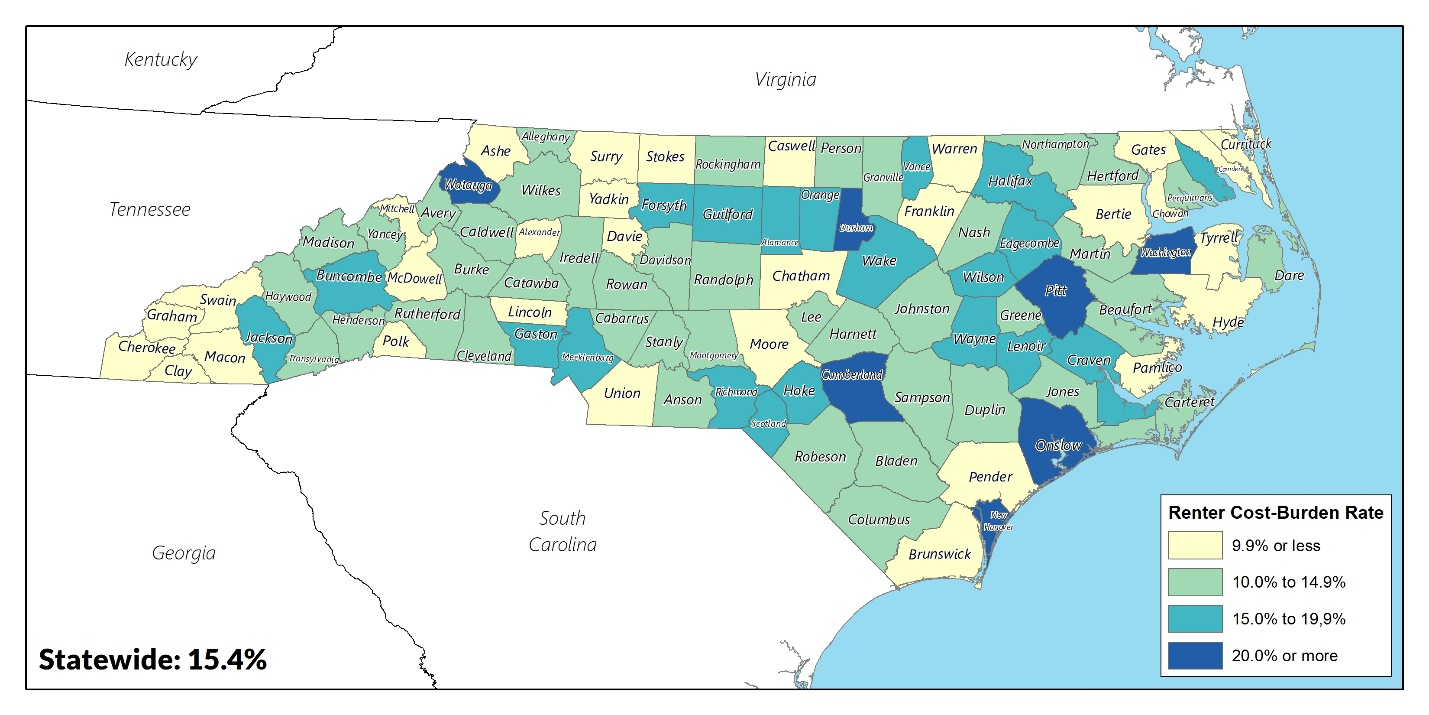 Kentucky
Virginia
Tennessee
Georgia
South
Carolina
Alleghany
Ashe
Surry
Stokes
Rockingham
Caswell
Person
Granville
Vance
Warren
Northampton
Gates
Currituck
Camden
Hertford
Halifax
Perquimans
Chowan
Bertie
Watauga
Wilkes
Yadkin
Forsyth
Guilford
Alamance
Orange
Durham
Franklin
Nash
Edgecombe
Martin
Washington
Tyrrell
Dare
Mitchell
Avery
Caldwell
Alexander
Davie
Iredell
Davidson
Wake
Madison
Yancey
Burke
Catawba
Rowan
Randolph
Chatham
Wilson
Pitt
Beaufort
Hyde
Buncombe
McDowell
Haywood
Swain
Graham
Jackson
Henderson
Rutherford
Lincoln
Cabarrus
Lee
Johnston
Greene
Harnett
Cherokee
Macon
Clay
Transylvania
Polk
Cleveland
Gaston
Mecklenburg
Stanly
Montgomery
Moore
Wayne
Lenoir
Craven
Pamlico
Union
Anson
Richmond
Scotland
Hoke
Cumberland
Sampson
Duplin
Jones
Carteret
Onslow
Robeson
Bladen
Pender
Columbus
New
Hanover
Brunswick
Renter Cost-Burden Rate
9.9% or less
10.0% to 14.9%
15.0% to 19,9%
20.0% or more
Statewide: 15.4%